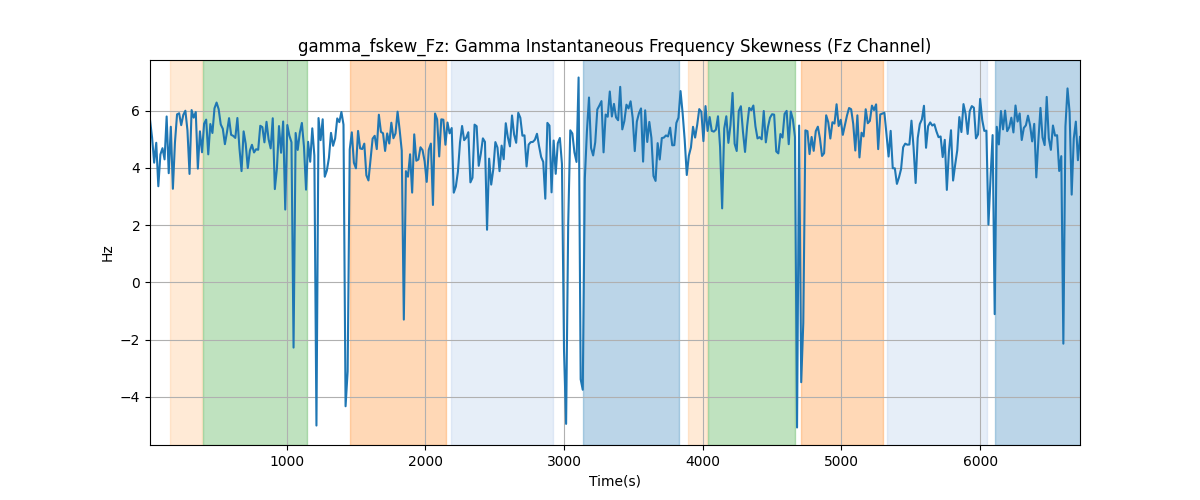 gamma_fskew_Fz: Gamma Instantaneous Frequency Skewness (Fz Channel)
6
4
2
0
−2
−4
Hz
1000 2000 3000 4000 5000 6000
Time(s)